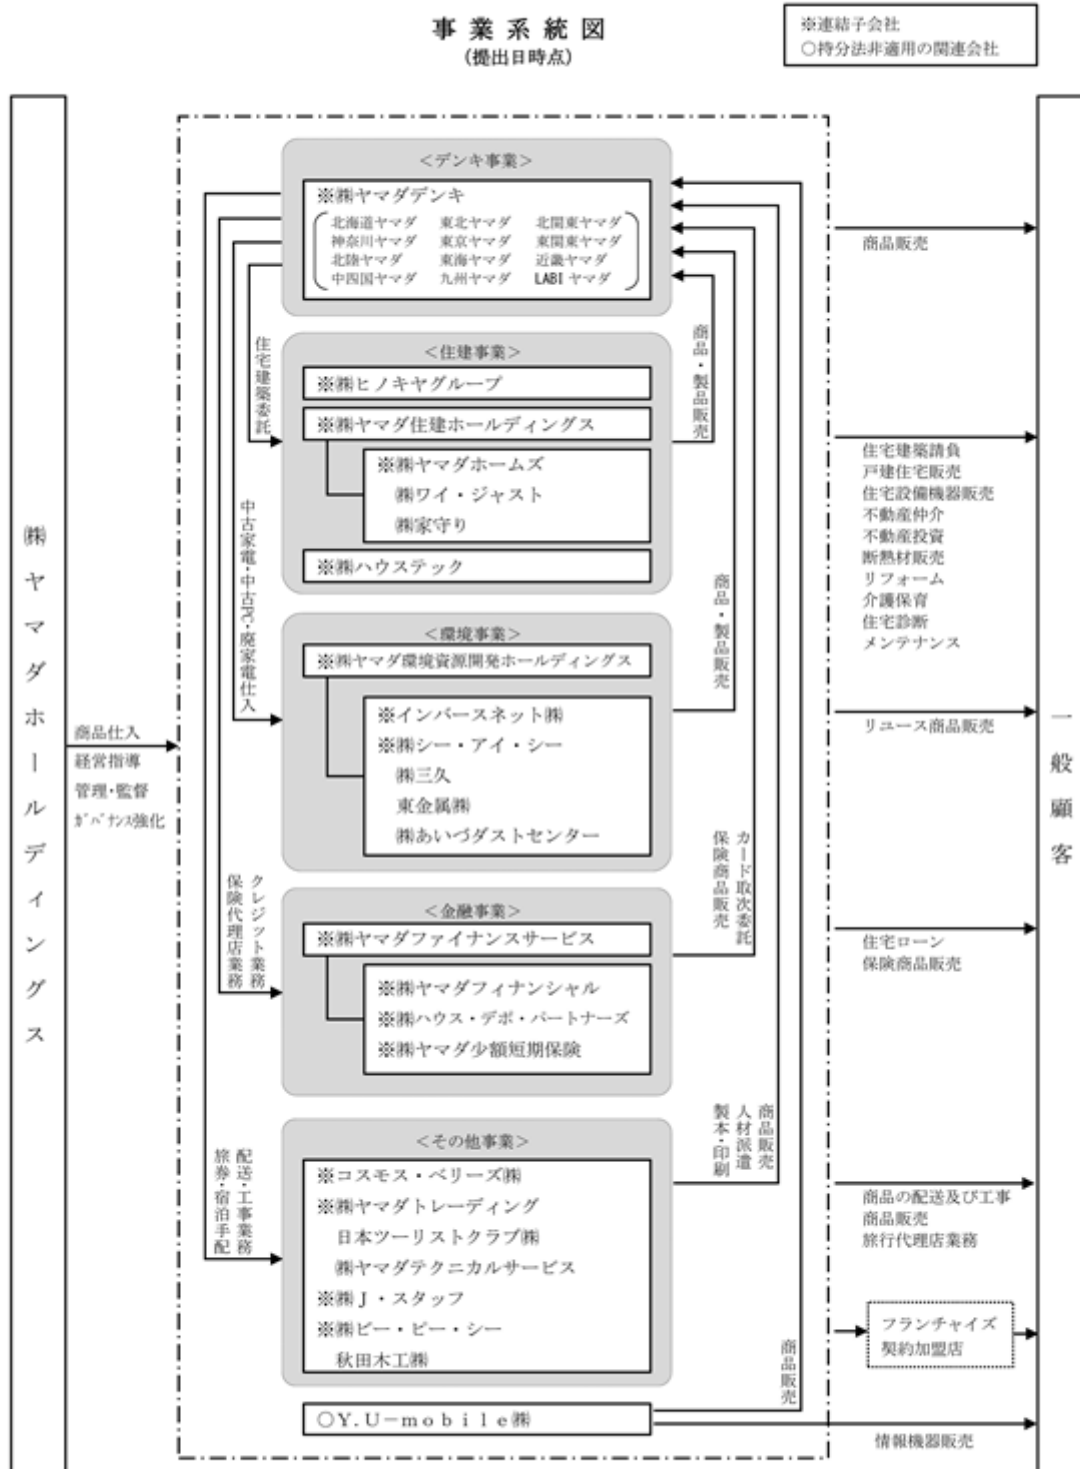 事業系統図
(提出日時点)
※連結子会社
○持分法非適用の関連会社
㈱ヤマダホールディングス
商品仕入
経営指導
管理・監督
ガバナンス強化
<デンキ事業>
※㈱ヤマダデンキ
北海道ヤマダ 東北ヤマダ 北関東ヤマダ
神奈川ヤマダ 東京ヤマダ 東関東ヤマダ
北陸ヤマダ 東海ヤマダ 近畿ヤマダ
中四国ヤマダ 九州ヤマダ LABIヤマダ
住宅建築委託
<住建事業>
※㈱ヒノキヤグループ
※㈱ヤマダ住建ホールディングス
※㈱ヤマダホームズ
㈱ワイ・ジャスト
㈱家守り
※㈱ハウステック
商品・製品販売
中古家電・中古PC・廃家電仕入
<環境事業>
※㈱ヤマダ環境資源開発ホールディングス
※インバースネット㈱
※㈱シー・アイ・シー
㈱三久
東金属㈱
㈱あいづダストセンター
商品・製品販売
クレジット業務
保険代理店業務
<金融事業>
※㈱ヤマダファイナンスサービス
※㈱ヤマダフィナンシャル
※㈱ハウス・デポ・パートナーズ
※㈱ヤマダ少額短期保険
カード取次委託
保険商品販売
配送・工事業務
旅券・宿泊手配
<その他事業>
※コスモス・ベリーズ㈱
※㈱ヤマダトレーディング
日本ツーリストクラブ㈱
㈱ヤマダテクニカルサービス
※㈱J・スタッフ
※㈱ピー・ピー・シー
秋田木工㈱
商品販売
人材派遣
製本・印刷
○Y.U-mobile㈱
商品販売
商品販売
住宅建築請負
戸建住宅販売
住宅設備機器販売
不動産仲介
不動産投資
断熱材販売
リフォーム
介護保育
住宅診断
メンテナンス
リユース商品販売
住宅ローン
保険商品販売
商品の配送及び工事
商品販売
旅行代理店業務
フランチャイズ
契約加盟店
情報機器販売
一般顧客